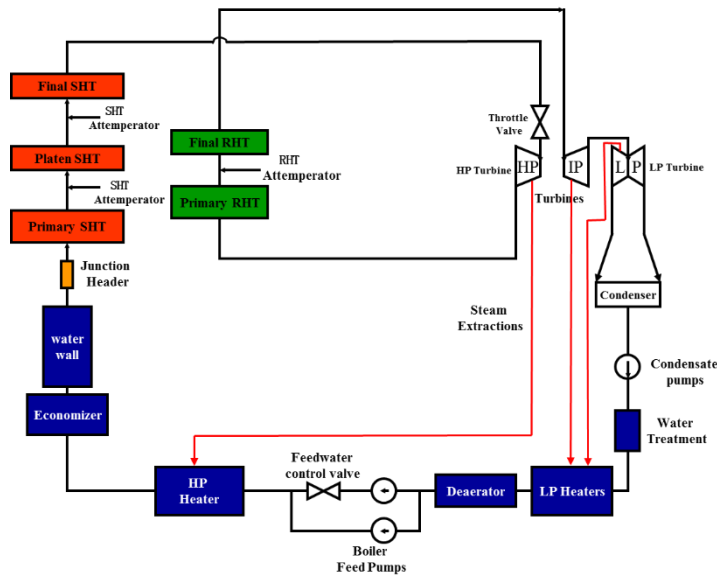 Final SHT
SHT
Attemperator
Platen SHT
SHT
Attemperator
Primary SHT
Junction
Header
water
wall
Economizer
Final RHT
RHT
Attemperator
Primary RHT
Throttle
Valve
HP Turbine
HP
IP
L P
LP Turbine
Turbines
Steam
Extractions
Condenser
Condensate
pumps
Water
Treatment
HP
Heater
Feedwater
control valve
Boiler
Feed Pumps
Deaerator
LP Heaters